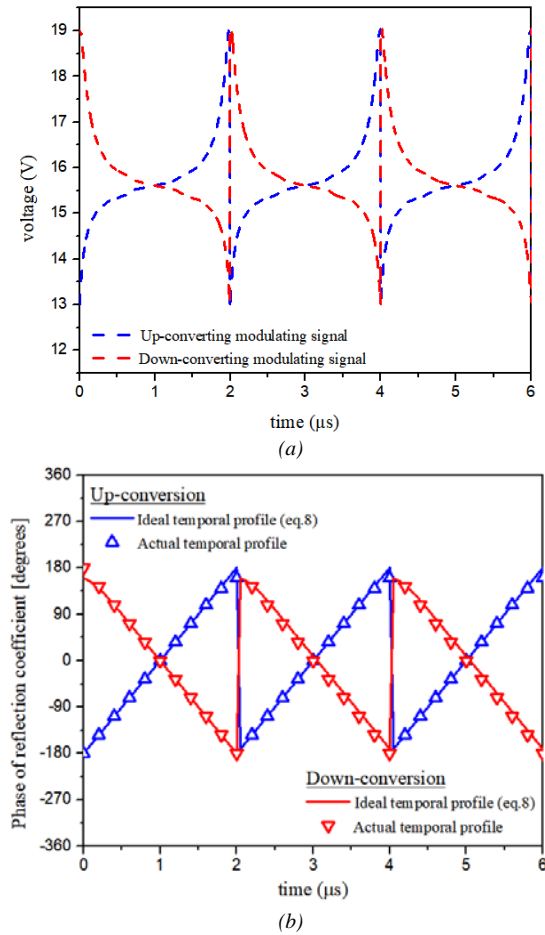 19
18
17
16
15
14
13
12
voltage (V)
Up-converting modulating signal
Down-converting modulating signal
0 1 2 3 4 5 6
time (μs)
(a)
360
270
180
90
0
-90
-180
-270
-360
Phase of reflection coefficient [degrees]
Up-conversion
Ideal temporal profile (eq.8)
Actual temporal profile
Down-conversion
Ideal temporal profile (eq.8)
Actual temporal profile
0 1 2 3 4 5 6
time (μs)
(b)